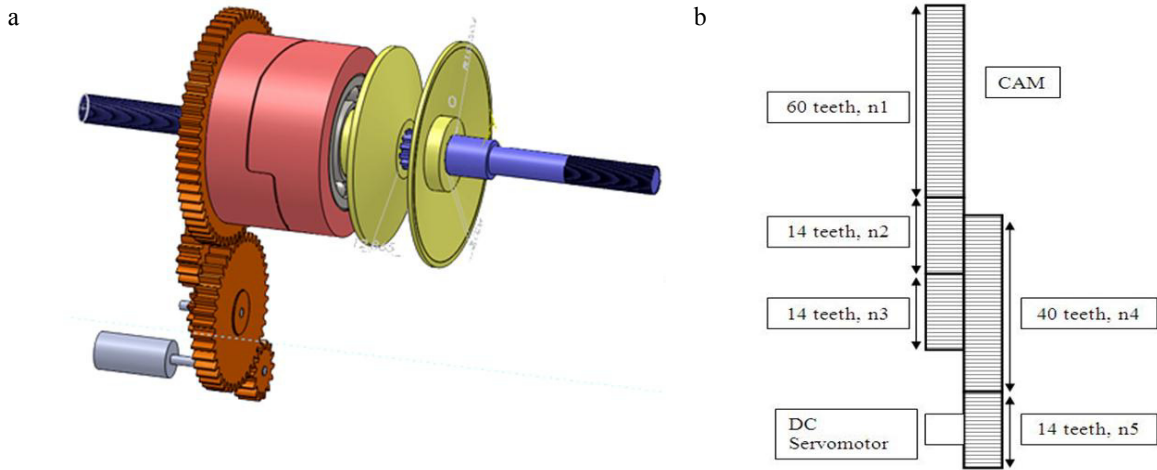 a
b
60 teeth, n1
CAM
14 teeth, n2
14 teeth, n3
40 teeth, n4
DC
Servomotor
14 teeth, n5